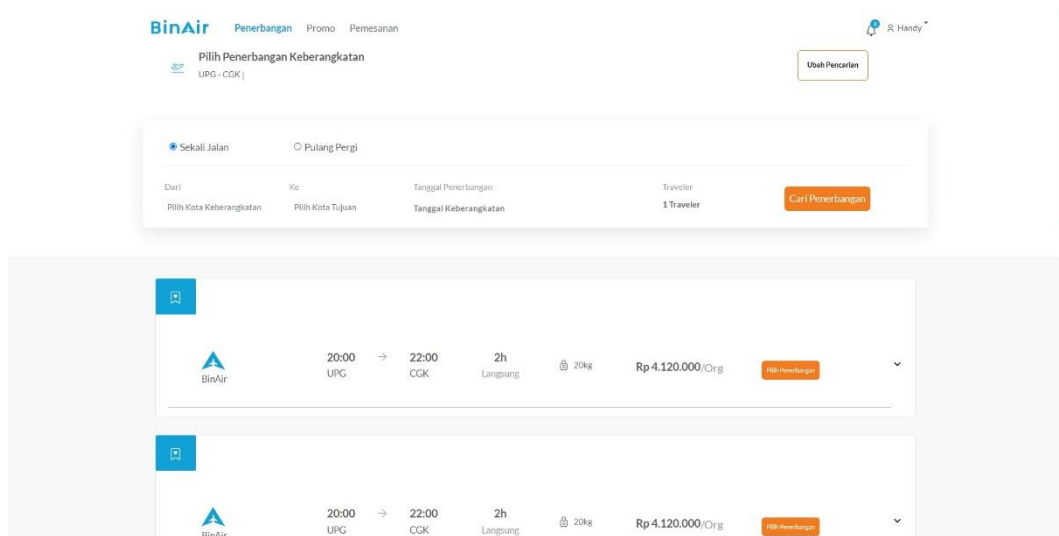 BinAir Penerbangan Promo Pemesanan Handy
Pilih Penerbangan Keberangkatan
UPG - CGK |
Ubah Pencarian
Sekali Jalan Pulang Pergi
Dari Ke Tanggal Penerbangan Traveler
Pilih Kota Keberangkatan Pilih Kota Tujuan Tanggal Keberangkatan 1 Traveler
Cari Penerbangan
20:00 → 22:00 2h
BinAir UPG CGK Langsung 20kg Rp 4.120.000/Org Pilih Penerbangan
20:00 → 22:00 2h
BinAir UPG CGK Langsung 20kg Rp 4.120.000/Org Pilih Penerbangan